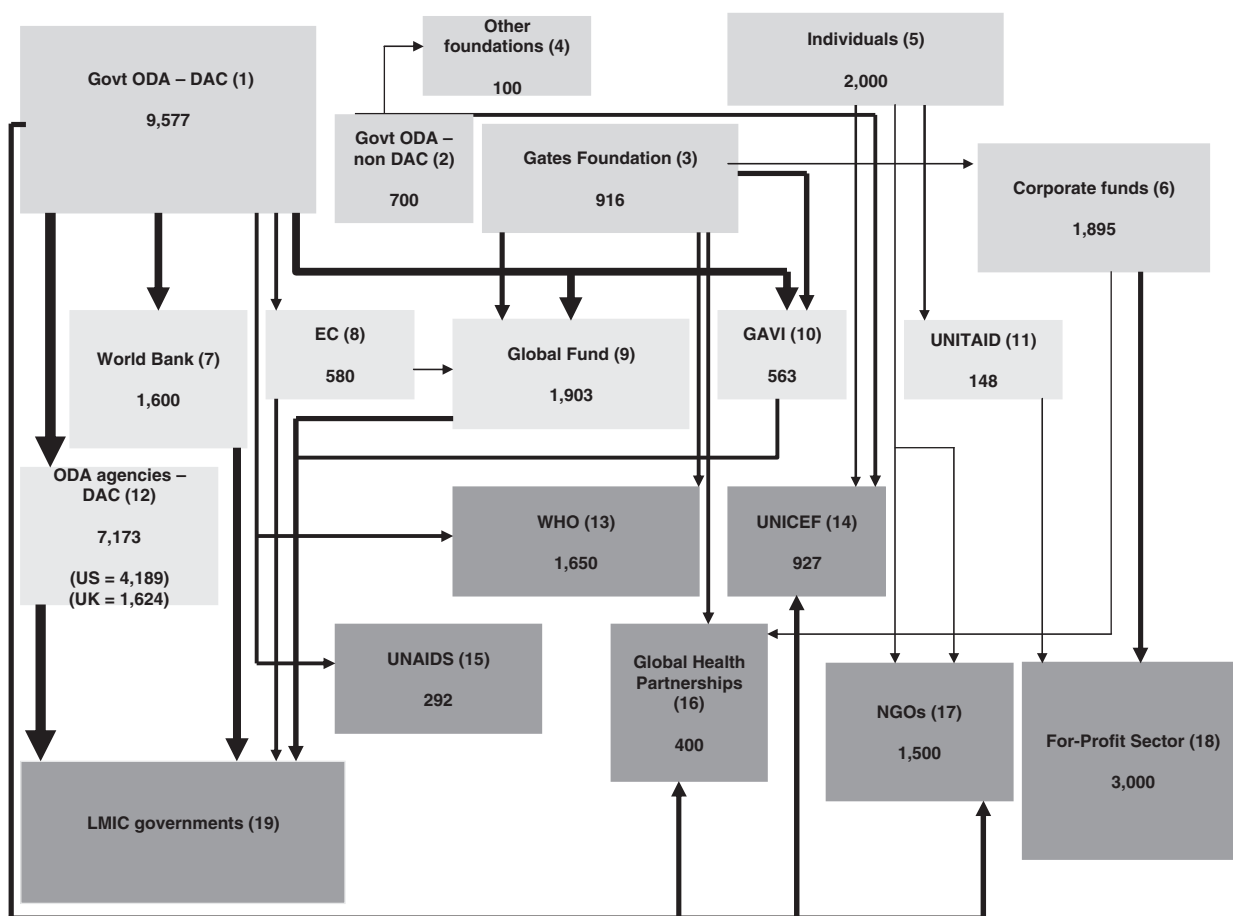 Govt ODA – DAC (1)
9,577
Other
foundations (4)
100
Individuals (5)
2,000
Govt ODA –
non DAC (2)
700
Gates Foundation (3)
916
Corporate funds (6)
1,895
World Bank (7)
1,600
EC (8)
580
Global Fund (9)
1,903
GAVI (10)
563
UNITAID (11)
148
ODA agencies –
DAC (12)
7,173
(US = 4,189)
(UK = 1,624)
WHO (13)
1,650
UNICEF (14)
927
UNAIDS (15)
292
Global Health
Partnerships
(16)
400
NGOs (17)
1,500
For-Profit Sector (18)
3,000
LMIC governments (19)